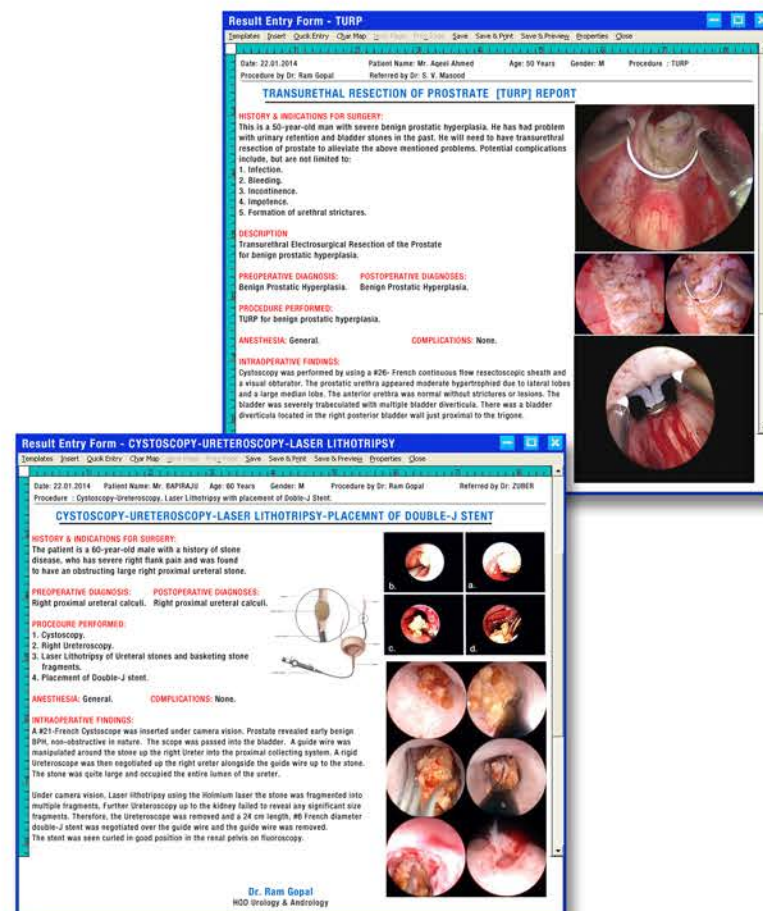 Result Entry Form - TURP
Templates Insert Quick Entry Char Map Save Save & Print Save & Preview Properties Close
Date: 22.01.2014 Patient Name: Mr. Aqeel Ahmed Age: 50 Years Gender: M Procedure : TURP
Procedure by Dr: Ram Gopal Referred by Dr: S. V. Masood
TRANSURETHAL RESECTION OF PROSTRATE [TURP] REPORT
HISTORY & INDICATIONS FOR SURGERY:
This is a 50-year-old man with severe benign prostatic hyperplasia. He has had problem
with urinary retention and bladder stones in the past. He will need to have transurethral
resection of prostate to alleviate the above mentioned problems. Potential complications
include, but are not limited to:
1. Infection.
2. Bleeding.
3. Incontinence.
4. Impotence.
5. Formation of urethral strictures.
DESCRIPTION
Transurethral Electrosurgical Resection of the Prostate
for benign prostatic hyperplasia.
PREOPERATIVE DIAGNOSIS: POSTOPERATIVE DIAGNOSES:
Benign Prostatic Hyperplasia. Benign Prostatic Hyperplasia.
PROCEDURE PERFORMED:
TURP for benign prostatic hyperplasia.
ANESTHESIA: General. COMPLICATIONS: None.
INTRAOPERATIVE FINDINGS:
Cystoscopy was performed by using a #26- French continuous flow resectoscopic sheath and
a visual obturator. The prostatic urethra appeared moderate hypertrophied due to lateral lobes
and a large median lobe. The anterior urethra was normal without strictures or lesions. The
bladder was severely trabeculated with multiple bladder diverticula. There was a bladder
diverticula located in the right posterior bladder wall just proximal to the trigone.
Result Entry Form - CYSTOSCOPY-URETEROSCOPY-LASER LITHOTRIPSY
Templates Insert Quick Entry Char Map Save Save & Print Save & Preview Properties Close
Date: 22.01.2014 Patient Name: Mr. BAPIRAJU Age: 60 Years Gender: M Procedure by Dr: Ram Gopal Referred by Dr: ZUBER
Procedure : Cystoscopy-Ureteroscopy, Laser Lithotripsy with placement of Doble-J Stent.
CYSTOSCOPY-URETEROSCOPY-LASER LITHOTRIPSY-PLACEMNT OF DOUBLE-J STENT
HISTORY & INDICATIONS FOR SURGERY:
The patient is a 60-year-old male with a history of stone
disease, who has severe right flank pain and was found
to have an obstructing large right proximal ureteral stone.
PREOPERATIVE DIAGNOSIS: POSTOPERATIVE DIAGNOSES:
Right proximal ureteral calculi. Right proximal ureteral calculi.
PROCEDURE PERFORMED:
1. Cystoscopy.
2. Right Ureteroscopy.
3. Laser Lithotripsy of Ureteral stones and basketing stone
fragments.
4. Placement of Double-J stent.
ANESTHESIA: General. COMPLICATIONS: None.
INTRAOPERATIVE FINDINGS:
A #21-French Cystoscope was inserted under camera vision. Prostate revealed early benign
BPH, non-obstructive in nature. The scope was passed into the bladder. A guide wire was
manipulated around the stone up the right Ureter into the proximal collecting system. A rigid
Ureteroscope was then negotiated up the right ureter alongside the guide wire up to the stone.
The stone was quite large and occupied the entire lumen of the ureter.
Under camera vision, Laser lithotripsy using the Holmium laser the stone was fragmented into
multiple fragments, Further Ureteroscopy up to the kidney failed to reveal any significant size
fragments. Therefore, the Ureteroscope was removed and a 24 cm length, #6 French diameter
double-J stent was negotiated over the guide wire and the guide wire was removed.
The stent was seen curled in good position in the renal pelvis on fluoroscopy.
b. a.
c. d.
Dr. Ram Gopal
HOD Urology & Andrology